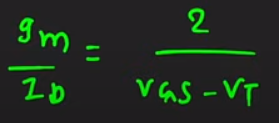 gm/ID = 2/(VGS - VT)